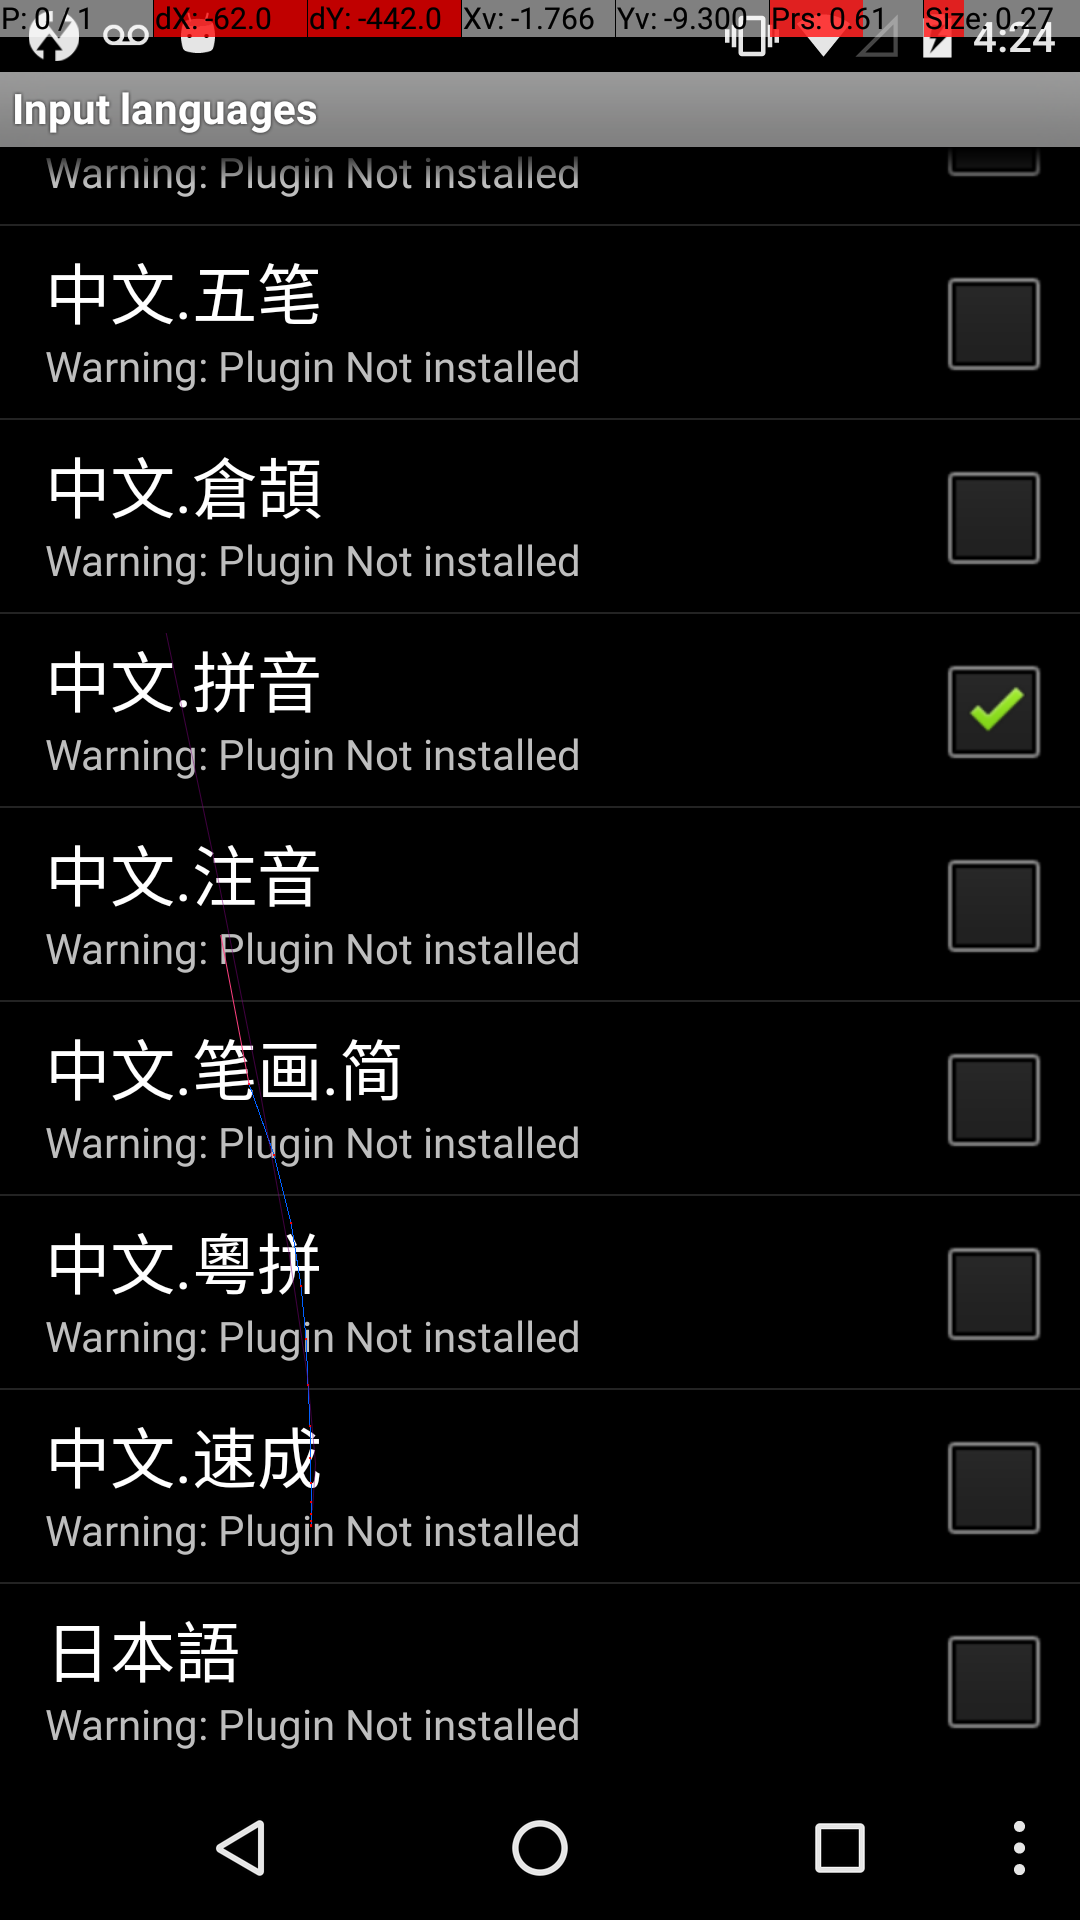 P: 0 / 1 dX: -62.0 dY: -442.0 Xv: -1.766 Yv: -9.300 Prs: 0.61 Size: 0.27
4:24
Input languages
Warning: Plugin Not installed
中文.五笔
Warning: Plugin Not installed
中文.倉頡
Warning: Plugin Not installed
中文.拼音
Warning: Plugin Not installed
中文.注音
Warning: Plugin Not installed
中文.笔画.简
Warning: Plugin Not installed
中文.粵拼
Warning: Plugin Not installed
中文.速成
Warning: Plugin Not installed
日本語
Warning: Plugin Not installed